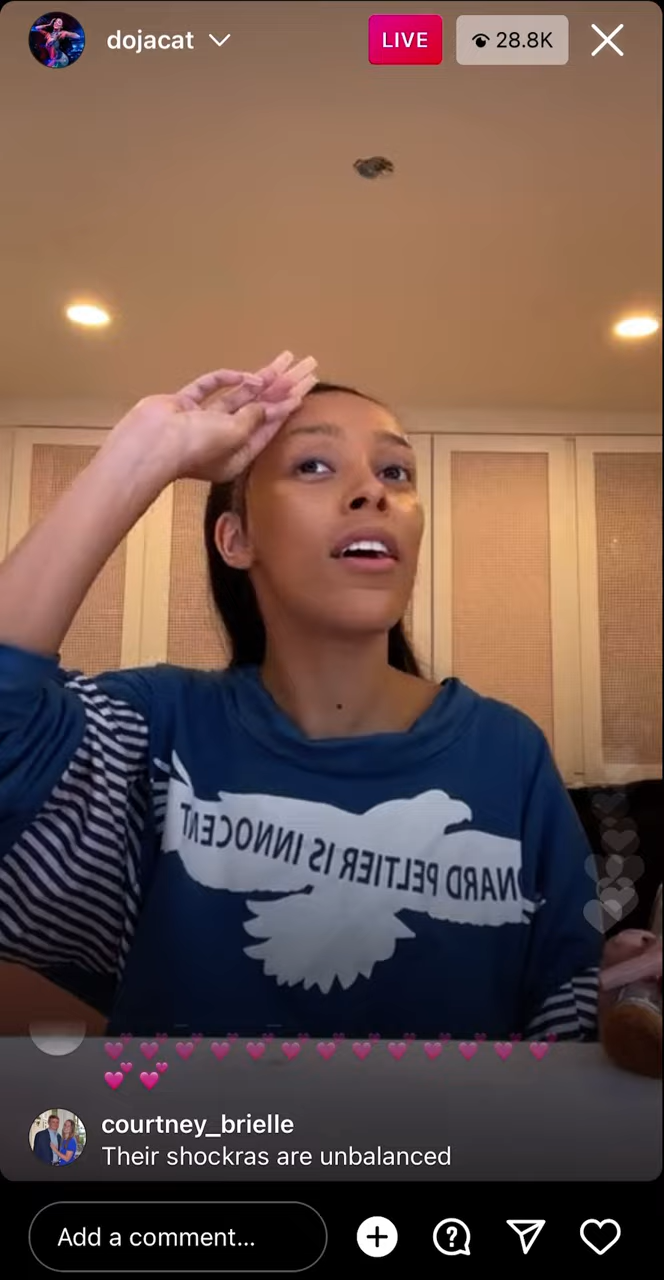 dojacat
LIVE
28.8K
NARD PELTIER IS INNOCENT
courtney_brielle
Their shockras are unbalanced
Add a comment...